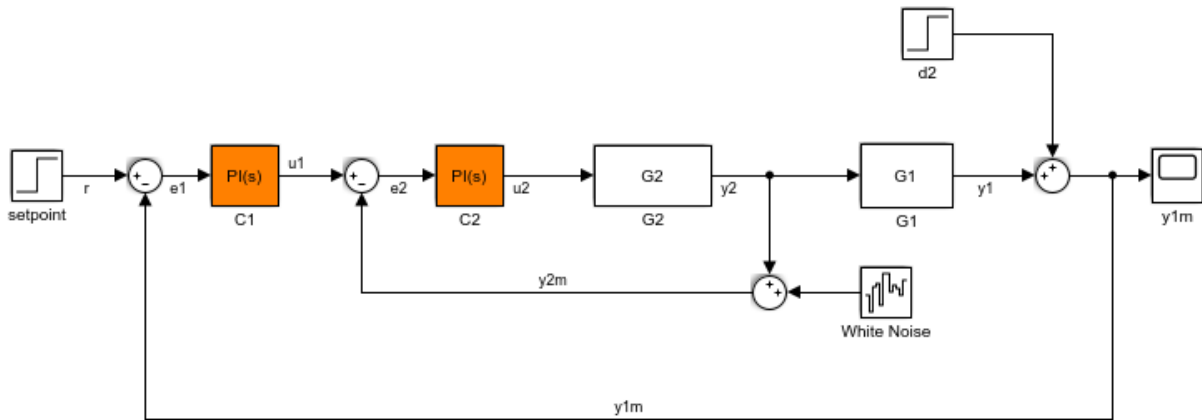 d2
setpoint
r
e1
PI(s)
C1
u1
e2
PI(s)
C2
u2
G2
G2
y2
G1
G1
y1
y1m
y2m
White Noise
y1m